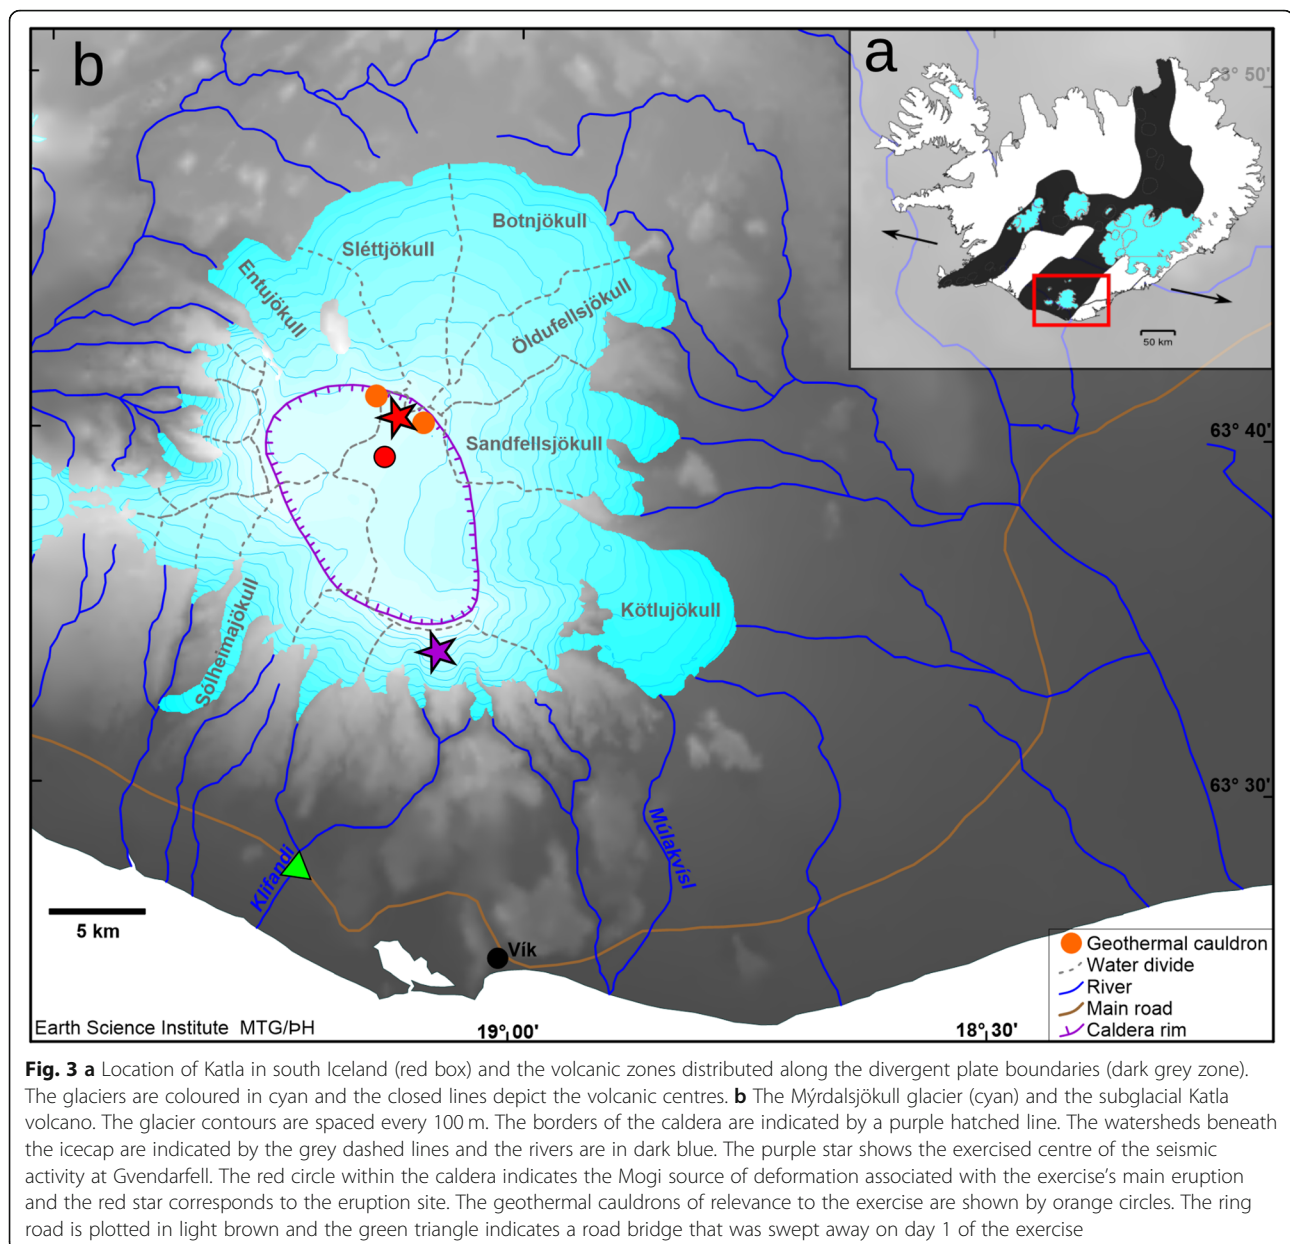 b
a
63° 50'
50 km
Botnjökull
Sléttjökull
Entujökull
Öldufellsjökull
Sandfellsjökull
63° 40'
Kötlujökull
Sólheimajökull
63° 30'
Múlakvísl
Klifandi
5 km
Vík
Geothermal cauldron
Water divide
River
Main road
Caldera rim
Earth Science Institute MTG/ÞH
19°00'
18°30'
Fig. 3 a Location of Katla in south Iceland (red box) and the volcanic zones distributed along the divergent plate boundaries (dark grey zone).
The glaciers are coloured in cyan and the closed lines depict the volcanic centres. b The Mýrdalsjökull glacier (cyan) and the subglacial Katla
volcano. The glacier contours are spaced every 100 m. The borders of the caldera are indicated by a purple hatched line. The watersheds beneath
the icecap are indicated by the grey dashed lines and the rivers are in dark blue. The purple star shows the exercised centre of the seismic
activity at Gvendarfell. The red circle within the caldera indicates the Mogi source of deformation associated with the exercise's main eruption
and the red star corresponds to the eruption site. The geothermal cauldrons of relevance to the exercise are shown by orange circles. The ring
road is plotted in light brown and the green triangle indicates a road bridge that was swept away on day 1 of the exercise